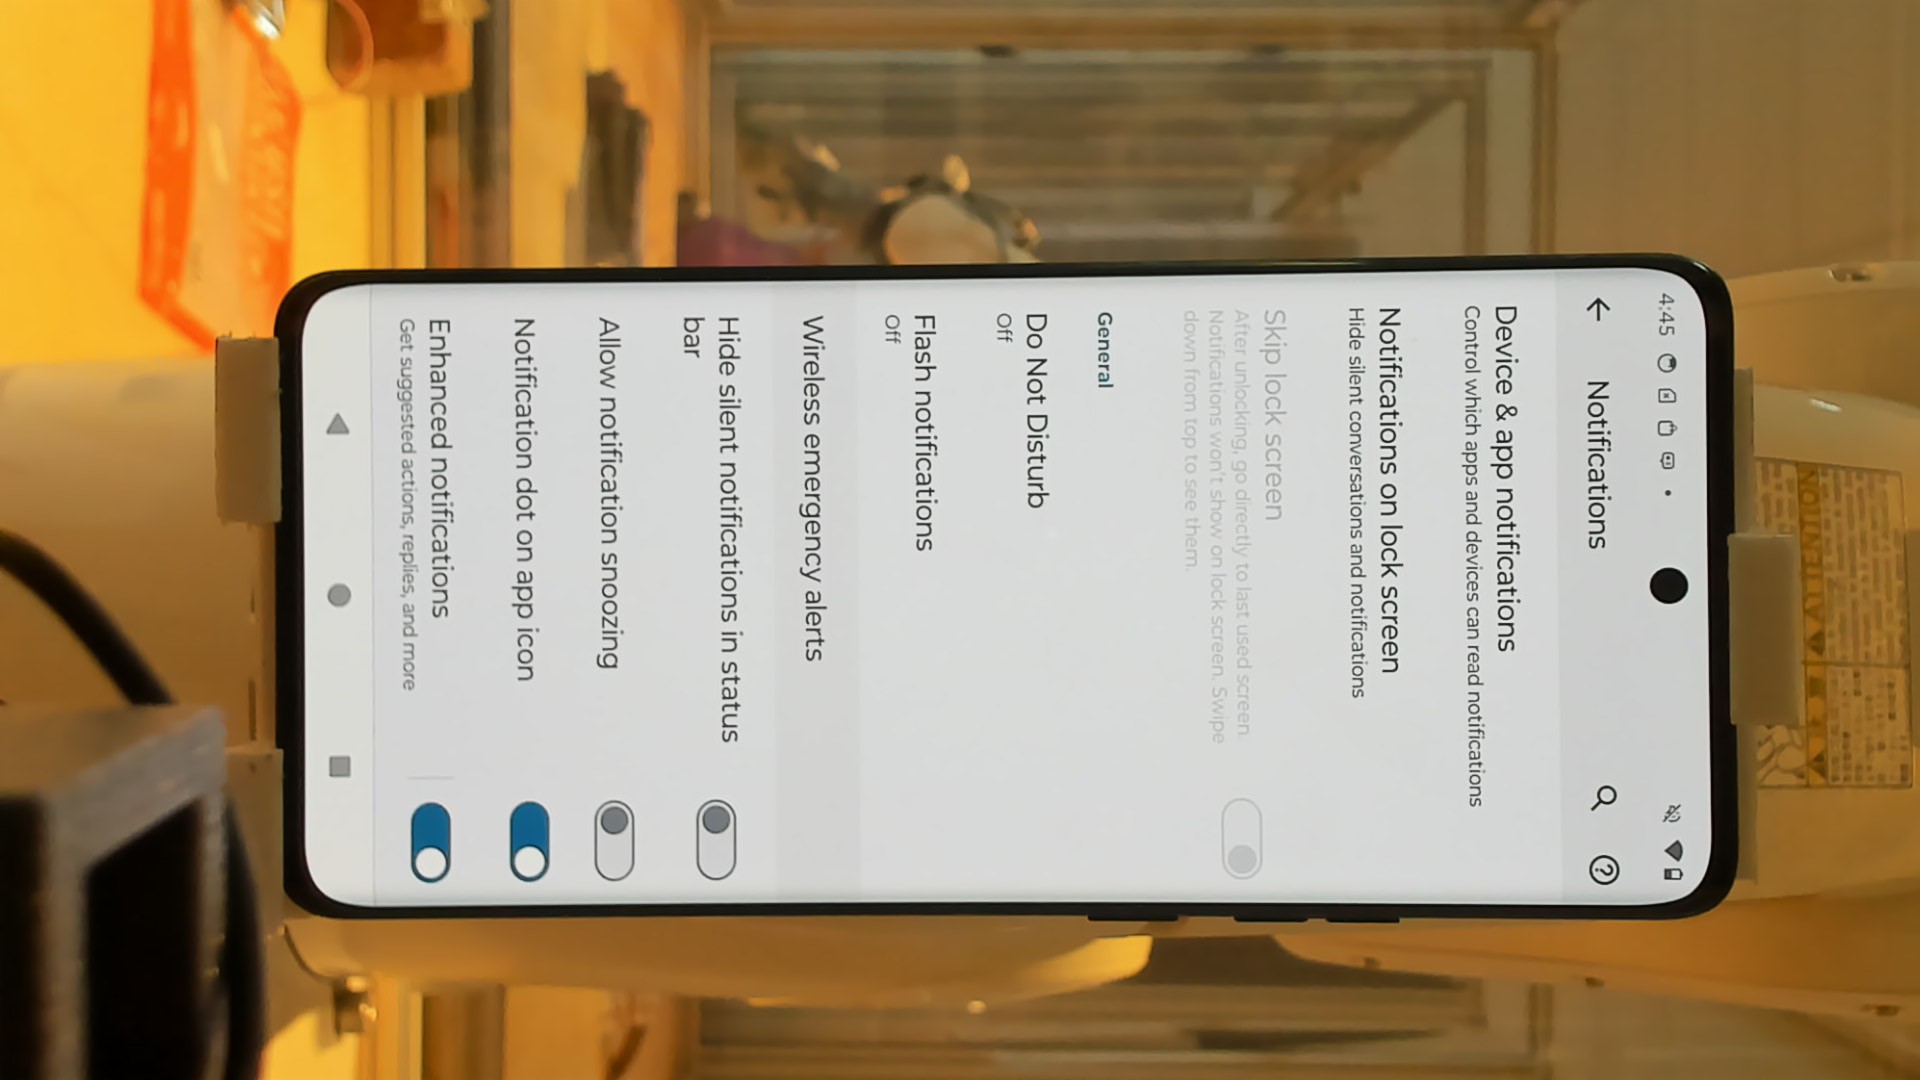 4:45
Notifications
Device & app notifications
Control which apps and devices can read notifications
Notifications on lock screen
Hide silent conversations and notifications
Skip lock screen
After unlocking, go directly to last used screen.
Notifications won't show on lock screen. Swipe
down from top to see them.
General
Do Not Disturb
Off
Flash notifications
Off
Wireless emergency alerts
Hide silent notifications in status
bar
Allow notification snoozing
Notification dot on app icon
Enhanced notifications
Get suggested actions, replies, and more
ATTENTION